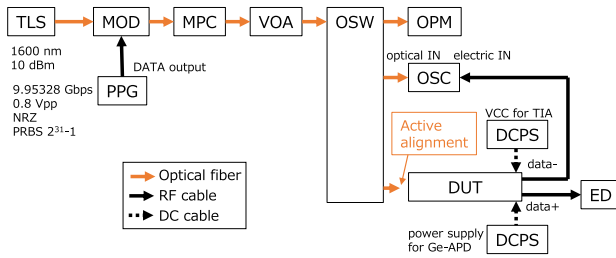 TLS
MOD
MPC
VOA
OSW
OPM
1600 nm
10 dBm
9.95328 Gbps
0.8 Vpp
NRZ
PRBS 2³¹-1
DATA output
PPG
optical IN
electric IN
OSC
Active
alignment
VCC for TIA
DCPS
data-
DUT
data+
ED
power supply
for Ge-APD
DCPS
Optical fiber
RF cable
DC cable